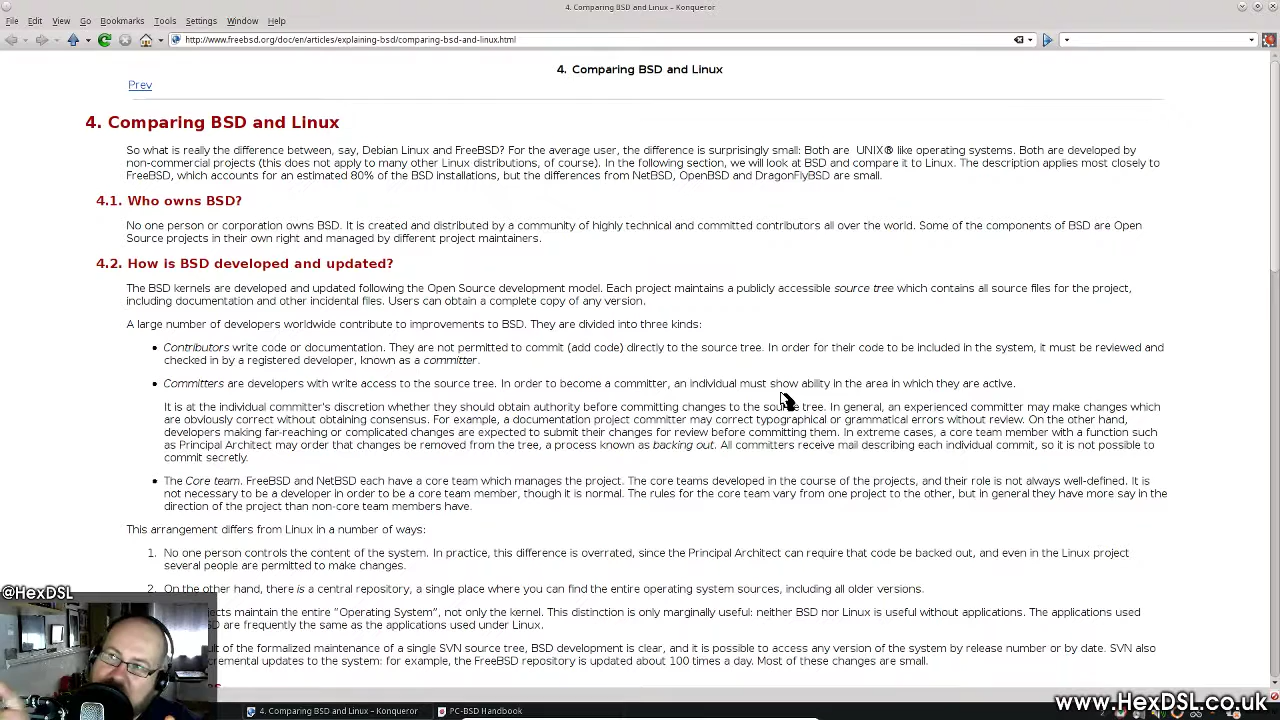 4. Comparing BSD and Linux – Konqueror
File Edit View Go Bookmarks Tools Settings Window Help
http://www.freebsd.org/doc/en/articles/explaining-bsd/comparing-bsd-and-linux.html
4. Comparing BSD and Linux
Prev
4. Comparing BSD and Linux
So what is really the difference between, say, Debian Linux and FreeBSD? For the average user, the difference is surprisingly small: Both are UNIX® like operating systems. Both are developed by
non-commercial projects (this does not apply to many other Linux distributions, of course). In the following section, we will look at BSD and compare it to Linux. The description applies most closely to
FreeBSD, which accounts for an estimated 80% of the BSD installations, but the differences from NetBSD, OpenBSD and DragonFlyBSD are small.
4.1. Who owns BSD?
No one person or corporation owns BSD. It is created and distributed by a community of highly technical and committed contributors all over the world. Some of the components of BSD are Open
Source projects in their own right and managed by different project maintainers.
4.2. How is BSD developed and updated?
The BSD kernels are developed and updated following the Open Source development model. Each project maintains a publicly accessible source tree which contains all source files for the project,
including documentation and other incidental files. Users can obtain a complete copy of any version.
A large number of developers worldwide contribute to improvements to BSD. They are divided into three kinds:
• Contributors write code or documentation. They are not permitted to commit (add code) directly to the source tree. In order for their code to be included in the system, it must be reviewed and
checked in by a registered developer, known as a committer.
• Committers are developers with write access to the source tree. In order to become a committer, an individual must show ability in the area in which they are active.
It is at the individual committer's discretion whether they should obtain authority before committing changes to the source tree. In general, an experienced committer may make changes which
are obviously correct without obtaining consensus. For example, a documentation project committer may correct typographical or grammatical errors without review. On the other hand,
developers making far-reaching or complicated changes are expected to submit their changes for review before committing them. In extreme cases, a core team member with a function such
as Principal Architect may order that changes be removed from the tree, a process known as backing out. All committers receive mail describing each individual commit, so it is not possible to
commit secretly.
• The Core team. FreeBSD and NetBSD each have a core team which manages the project. The core teams developed in the course of the projects, and their role is not always well-defined. It is
not necessary to be a developer in order to be a core team member, though it is normal. The rules for the core team vary from one project to the other, but in general they have more say in the
direction of the project than non-core team members have.
This arrangement differs from Linux in a number of ways:
1. No one person controls the content of the system. In practice, this difference is overrated, since the Principal Architect can require that code be backed out, and even in the Linux project
several people are permitted to make changes.
2. On the other hand, there is a central repository, a single place where you can find the entire operating system sources, including all older versions.
@HexDSL
maintain the entire "Operating System", not only the kernel. This distinction is only marginally useful: neither BSD nor Linux is useful without applications. The applications used
are frequently the same as the applications used under Linux.
of the formalized maintenance of a single SVN source tree, BSD development is clear, and it is possible to access any version of the system by release number or by date. SVN also
updates to the system: for example, the FreeBSD repository is updated about 100 times a day. Most of these changes are small.
www.HexDSL.co.uk
4. Comparing BSD and Linux – Konqueror
PC-BSD Handbook